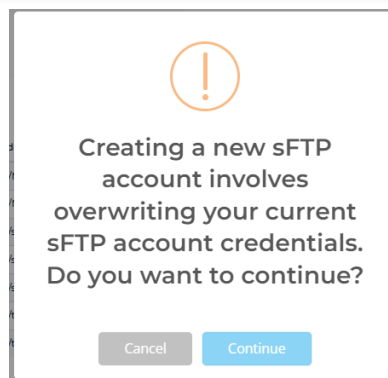 Creating a new sFTP
account involves
overwriting your current
sFTP account credentials.
Do you want to continue?
Cancel
Continue